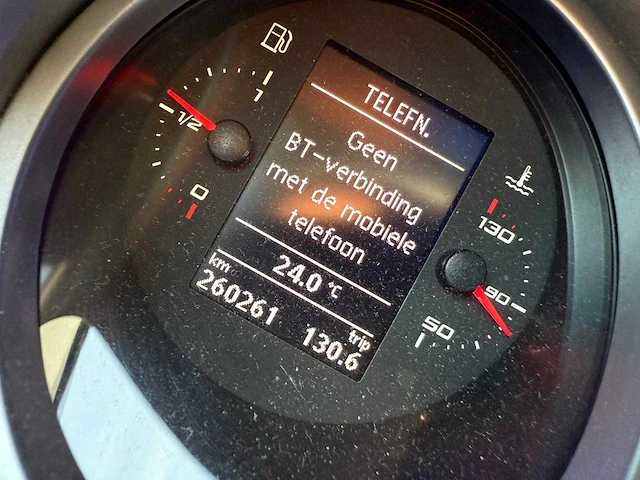 TELEFN.
Geen
BT-verbinding
met de mobiele
telefoon
24.0 °C
km trip
260261 130.6
1
1/2
0
130
90
50